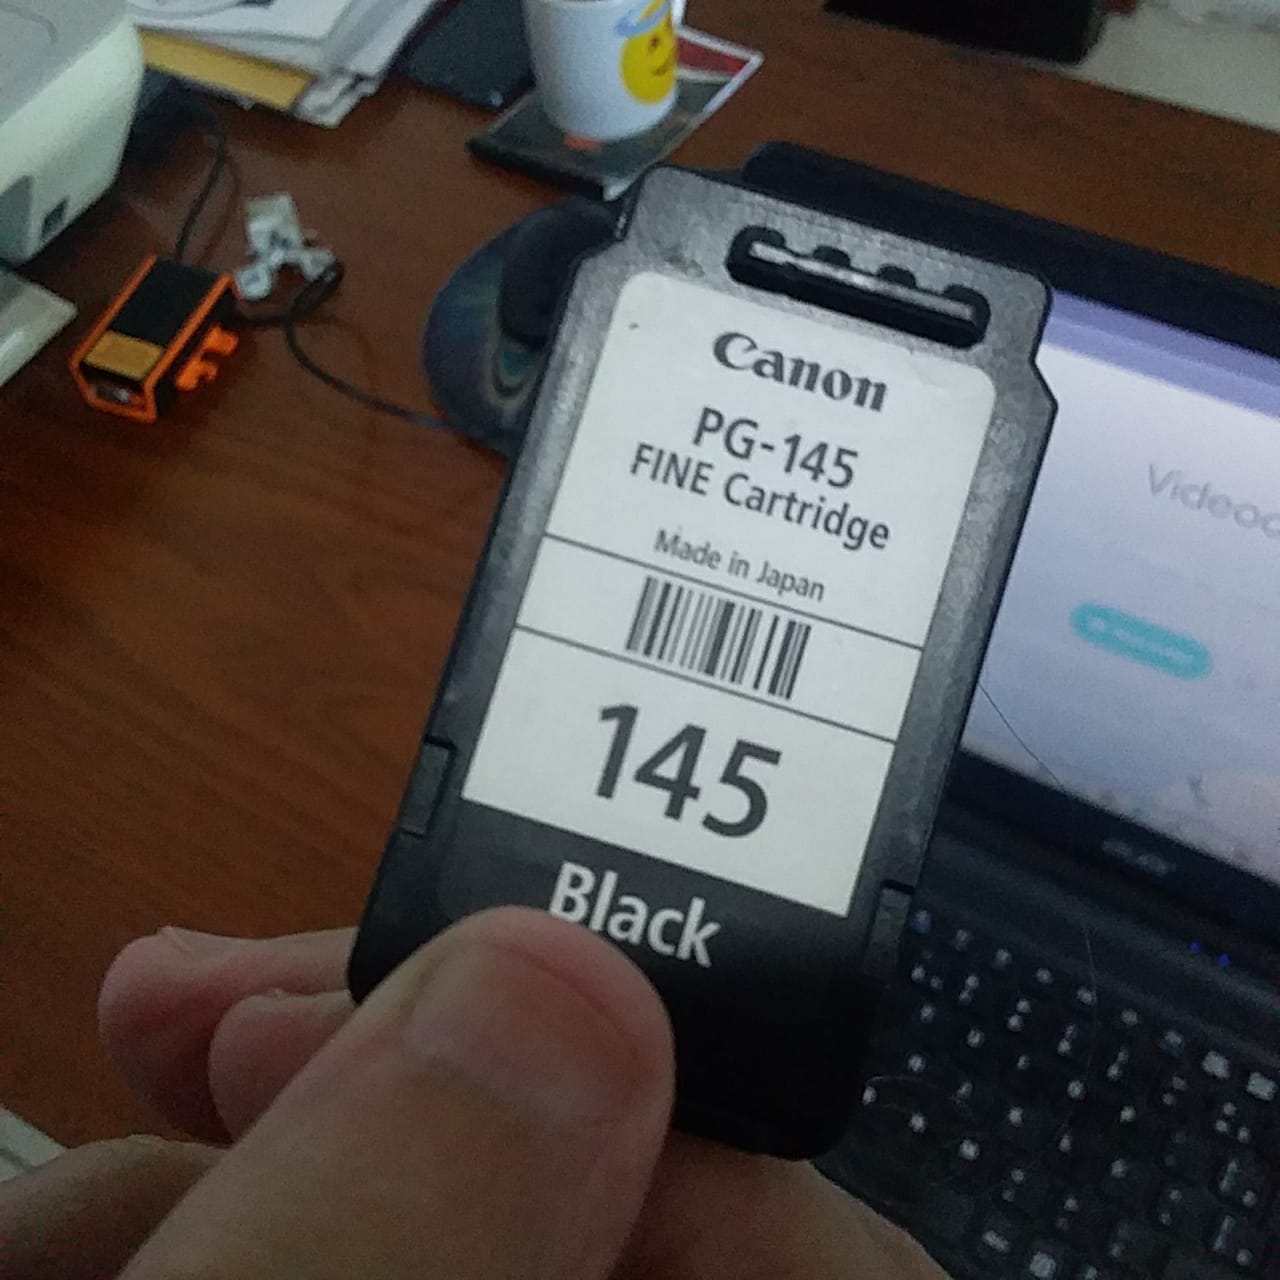 Canon
PG-145
FINE Cartridge
Made in Japan
145
Black